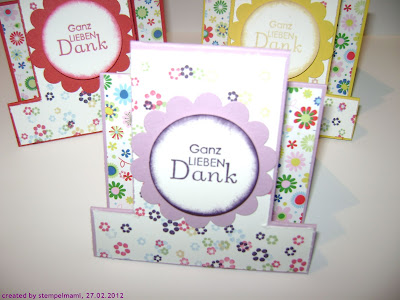 Ganz
LIEBEN
Dank
Ganz
LIEBEN
Dank
Ganz
LIEBEN
Dank
created by stempelmami, 27.02.2012